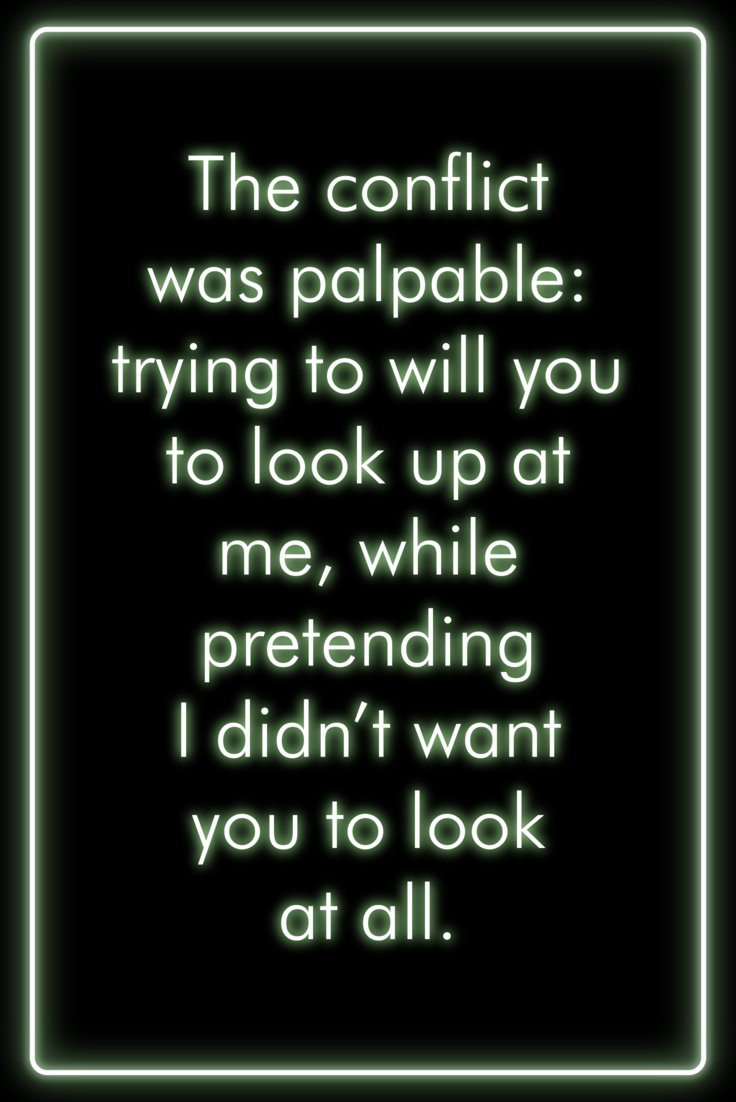 The conflict
was palpable:
trying to will you
to look up at
me, while
pretending
I didn’t want
you to look
at all.